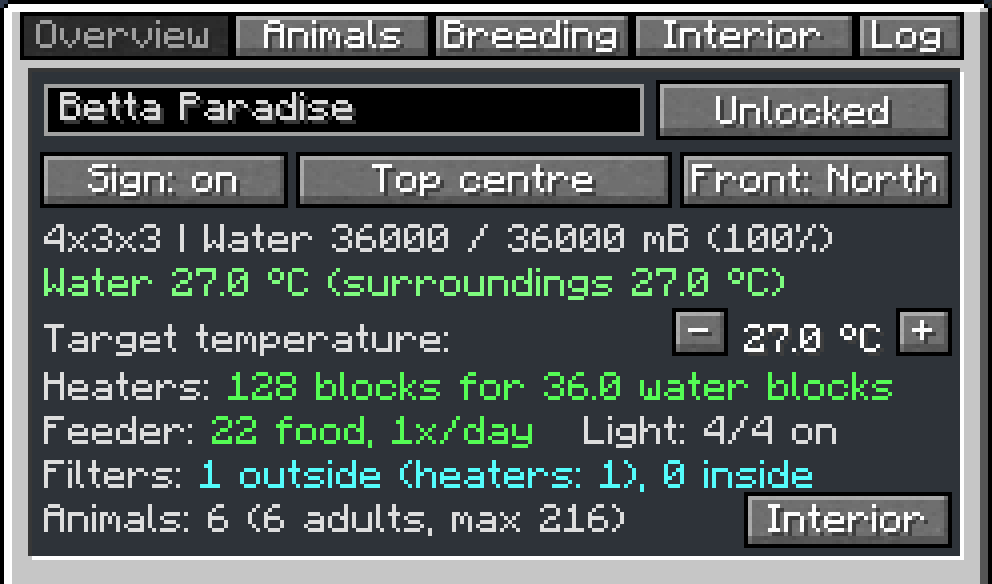 Overview Animals Breeding Interior Log
Betta Paradise Unlocked
Sign: on Top centre Front: North
4x3x3 | Water 36000 / 36000 mB (100%)
Water 27.0 ºC (surroundings 27.0 ºC)
Target temperature: − 27.0 ºC +
Heaters: 128 blocks for 36.0 water blocks
Feeder: 22 food, 1x/day Light: 4/4 on
Filters: 1 outside (heaters: 1), 0 inside
Animals: 6 (6 adults, max 216) Interior